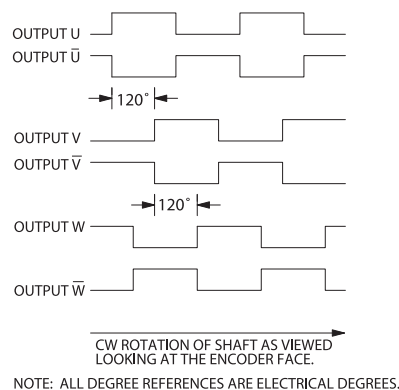 OUTPUT U
OUTPUT U̅
120°
OUTPUT V
OUTPUT V̅
120°
OUTPUT W
OUTPUT W̅
CW ROTATION OF SHAFT AS VIEWED
LOOKING AT THE ENCODER FACE.
NOTE: ALL DEGREE REFERENCES ARE ELECTRICAL DEGREES.